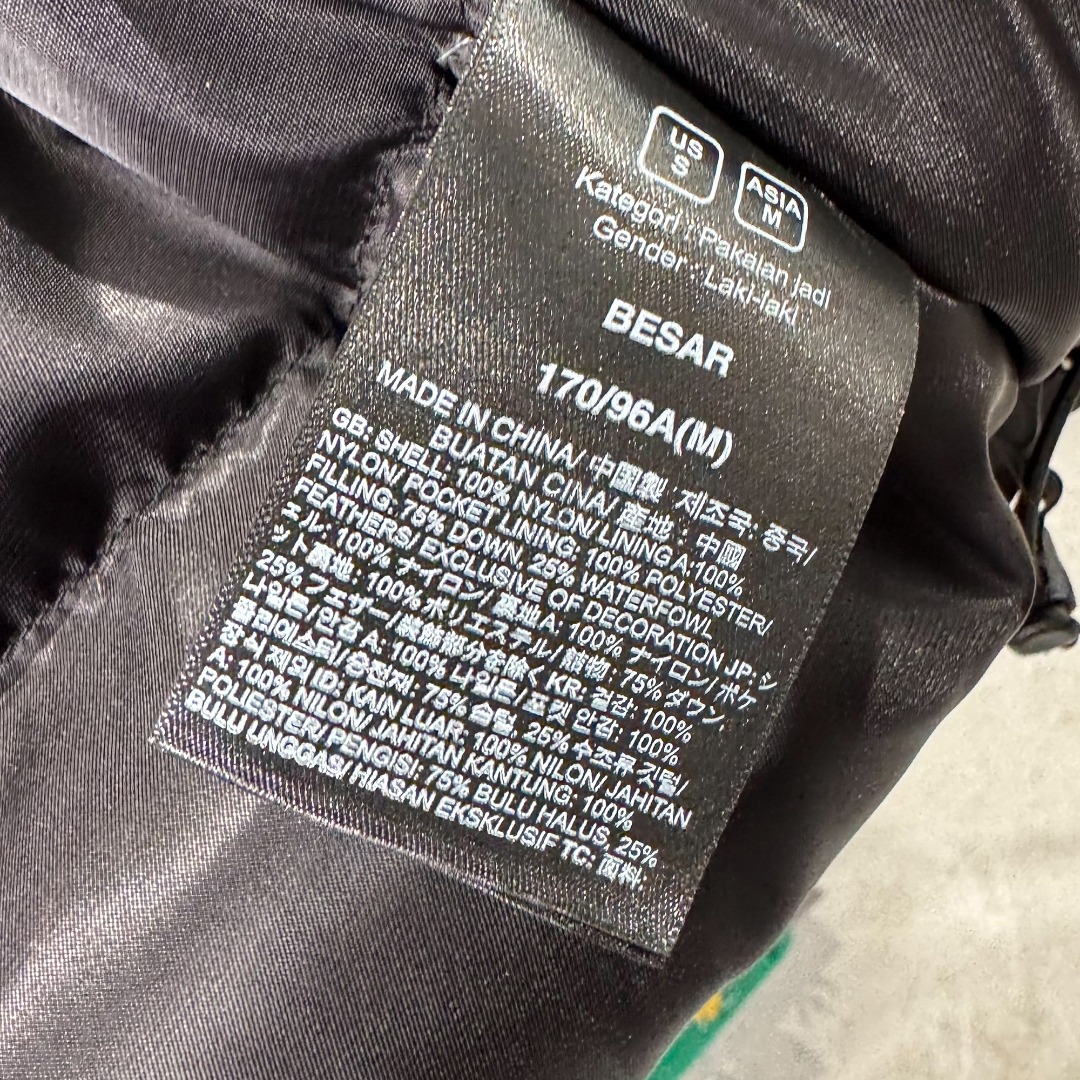 US
S
ASIA
M
Kategori : Pakaian jadi
Gender : Laki-laki
BESAR
170/96A(M)
MADE IN CHINA/ 中國製 제조국: 중국/
BUATAN CINA/ 産地: 中國
GB: SHELL: 100% NYLON/ LINING A:100%
NYLON/ POCKET LINING: 100% POLYESTER/
FILLING: 75% DOWN, 25% WATERFOWL
FEATHERS/ EXCLUSIVE OF DECORATION JP: シ
ェル: 100% ナイロン/ 裏地 A: 100% ナイロン/ ポケ
ット裏地: 100% ポリエステル/ 詰物: 75% ダウン,
25% フェザー/ 装飾部分を除く KR: 겉감: 100%
나일론/ 안감 A: 100% 나일론/ 포켓 안감: 100%
폴리에스터/ 충전재: 75% 솜털, 25% 수조류 깃털/
장식 제외 ID: KAIN LUAR: 100% NILON/ JAHITAN
A: 100% NILON/ JAHITAN KANTUNG: 100%
POLIESTER/ PENGISI: 75% BULU HALUS, 25%
BULU UNGGAS/ HIASAN EKSKLUSIF TC: 面料: